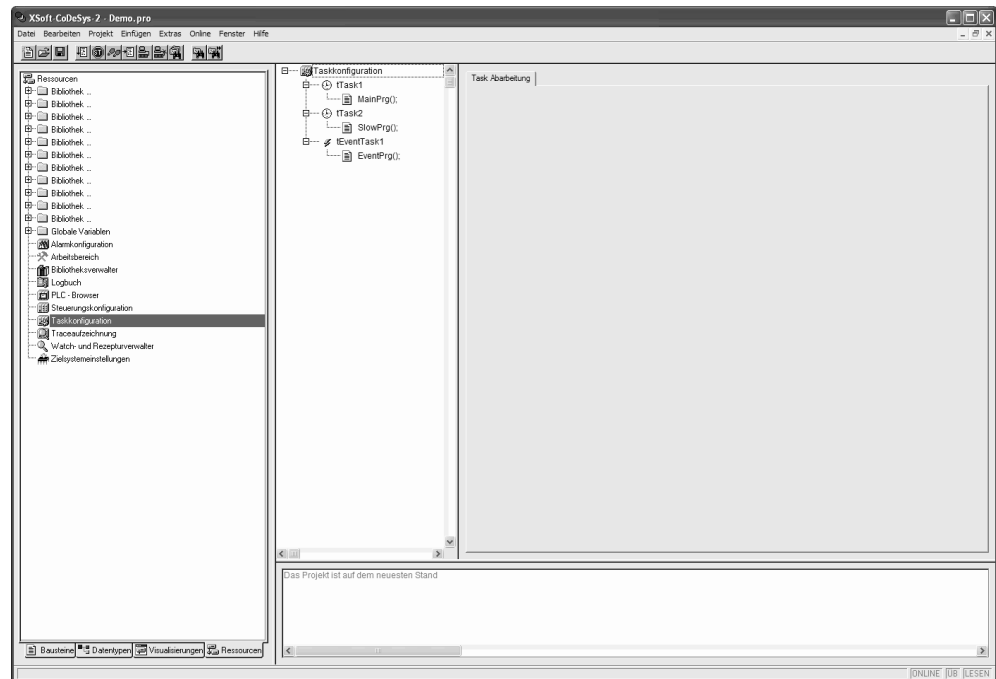 XSoft-CoDeSys-2 - Demo.pro
Datei Bearbeiten Projekt Einfügen Extras Online Fenster Hilfe
Ressourcen
Bibliothek ...
Bibliothek ...
Bibliothek ...
Bibliothek ...
Bibliothek ...
Bibliothek ...
Bibliothek ...
Bibliothek ...
Bibliothek ...
Bibliothek ...
Bibliothek ...
Globale Variablen
Alarmkonfiguration
Arbeitsbereich
Bibliotheksverwalter
Logbuch
PLC - Browser
Steuerungskonfiguration
Taskkonfiguration
Traceaufzeichnung
Watch- und Rezepturverwalter
Zielsystemeinstellungen
Bausteine Datentypen Visualisierungen Ressourcen
Taskkonfiguration
tTask1
MainPrg();
tTask2
SlowPrg();
tEventTask1
EventPrg();
Task Abarbeitung
Das Projekt ist auf dem neuesten Stand
ONLINE ÜB LESEN